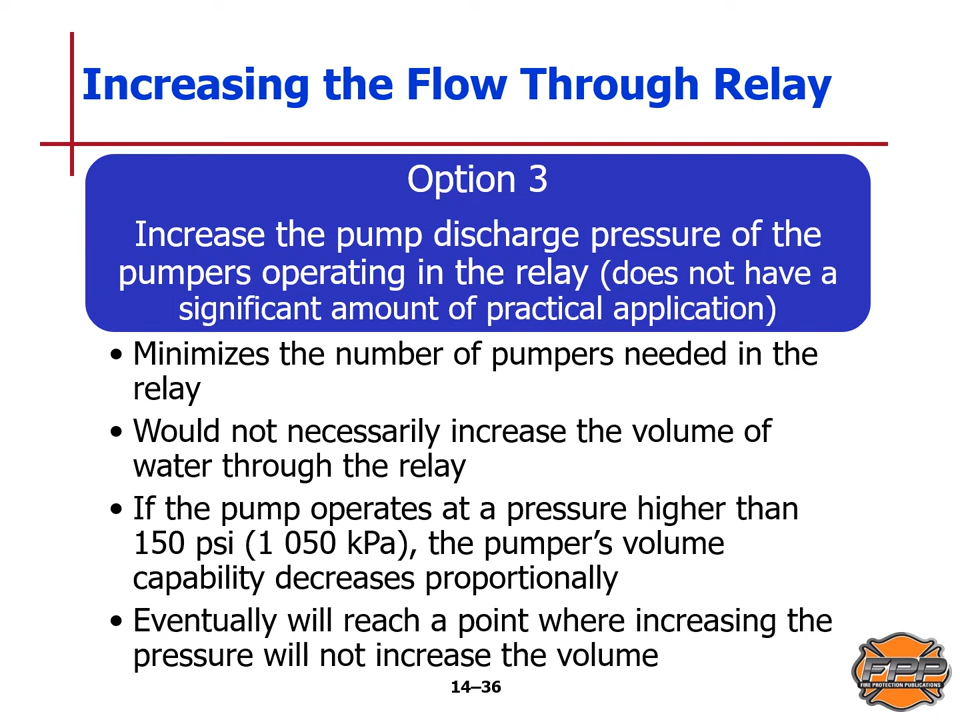 Increasing the Flow Through Relay
Option 3
Increase the pump discharge pressure of the
pumpers operating in the relay (does not have a
significant amount of practical application)
• Minimizes the number of pumpers needed in the
relay
• Would not necessarily increase the volume of
water through the relay
• If the pump operates at a pressure higher than
150 psi (1 050 kPa), the pumper’s volume
capability decreases proportionally
• Eventually will reach a point where increasing the
pressure will not increase the volume
14–36
FPP
FIRE PROTECTION PUBLICATIONS